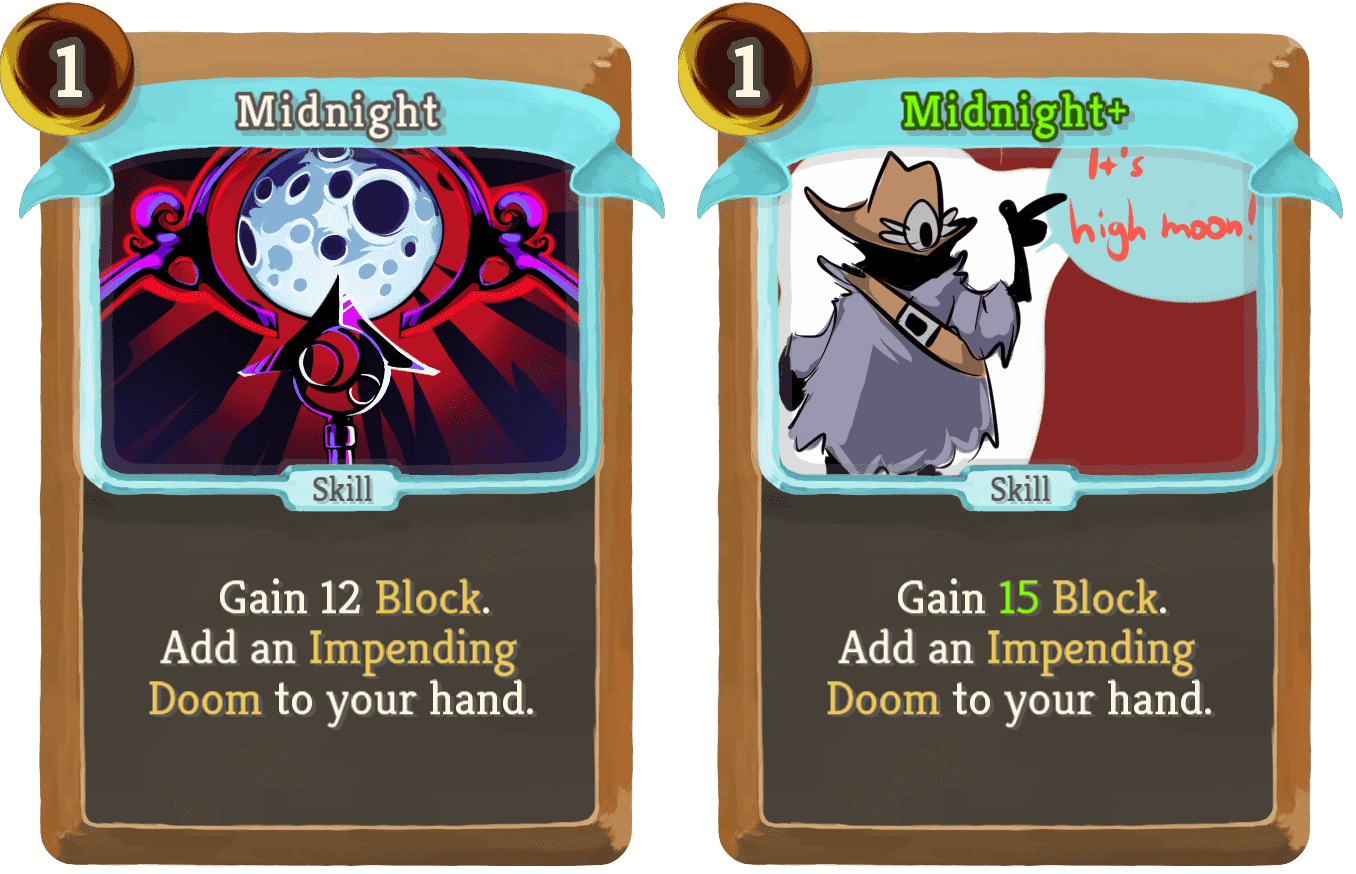 1
Midnight
Skill
Gain 12 Block.
Add an Impending
Doom to your hand.
1
Midnight+
It's
high moon!
Skill
Gain 15 Block.
Add an Impending
Doom to your hand.